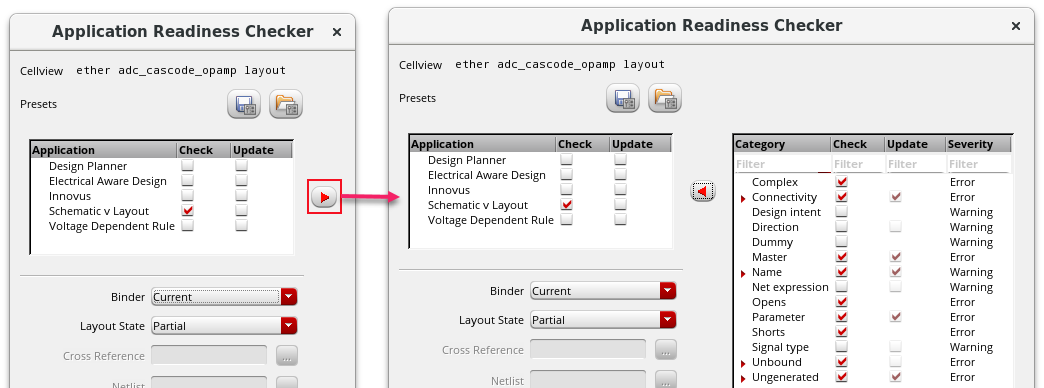 Application Readiness Checker ×
Cellview ether adc_cascode_opamp layout
Presets
Application Check Update
Design Planner
Electrical Aware Design
Innovus
Schematic v Layout
Voltage Dependent Rule
Binder Current
Layout State Partial
Cross Reference ...
Netlist
Application Readiness Checker ×
Cellview ether adc_cascode_opamp layout
Presets
Application Check Update
Design Planner
Electrical Aware Design
Innovus
Schematic v Layout
Voltage Dependent Rule
Binder Current
Layout State Partial
Cross Reference ...
Netlist
Category Check Update Severity
Filter Filter Filter Filter
Complex Error
Connectivity Error
Design intent Warning
Direction Warning
Dummy Warning
Master Error
Name Warning
Net expression Warning
Opens Error
Parameter Error
Shorts Error
Signal type Warning
Unbound Error
Ungenerated Error